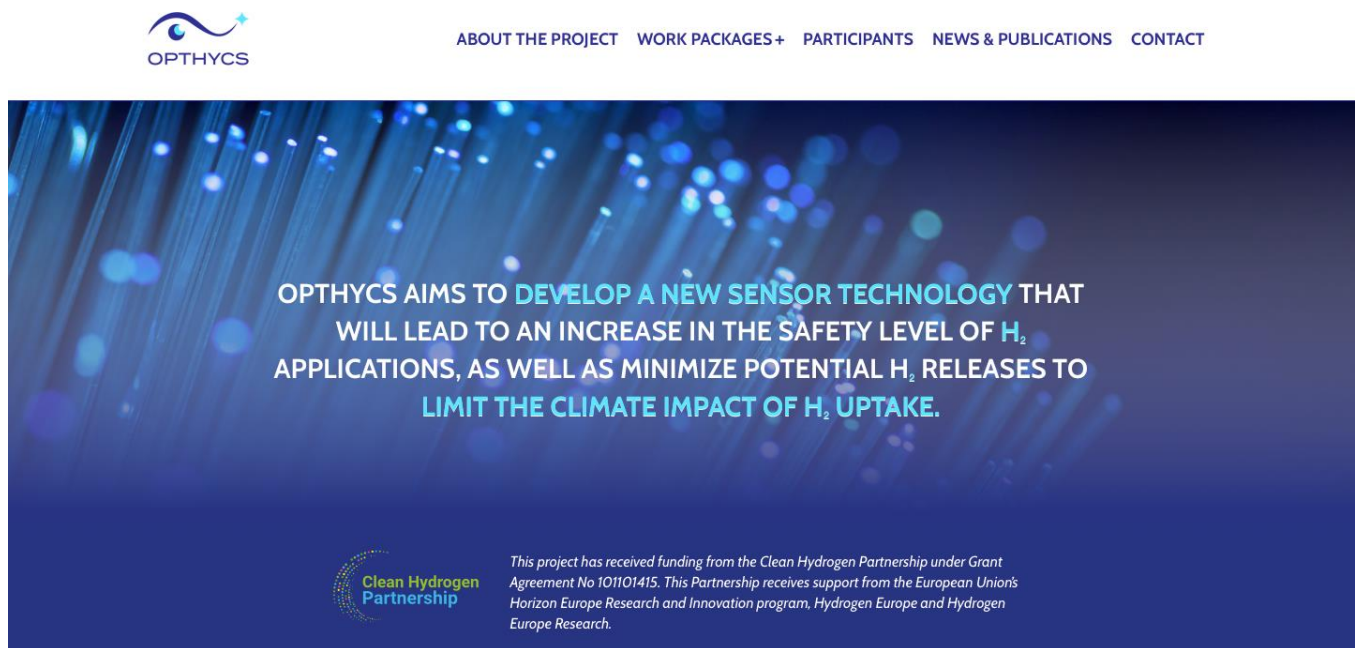 OPTHYCS
ABOUT THE PROJECT WORK PACKAGES + PARTICIPANTS NEWS & PUBLICATIONS CONTACT
OPTHYCS AIMS TO DEVELOP A NEW SENSOR TECHNOLOGY THAT
WILL LEAD TO AN INCREASE IN THE SAFETY LEVEL OF H₂
APPLICATIONS, AS WELL AS MINIMIZE POTENTIAL H₂ RELEASES TO
LIMIT THE CLIMATE IMPACT OF H₂ UPTAKE.
Clean Hydrogen
Partnership
This project has received funding from the Clean Hydrogen Partnership under Grant
Agreement No 101101415. This Partnership receives support from the European Union's
Horizon Europe Research and Innovation program, Hydrogen Europe and Hydrogen
Europe Research.